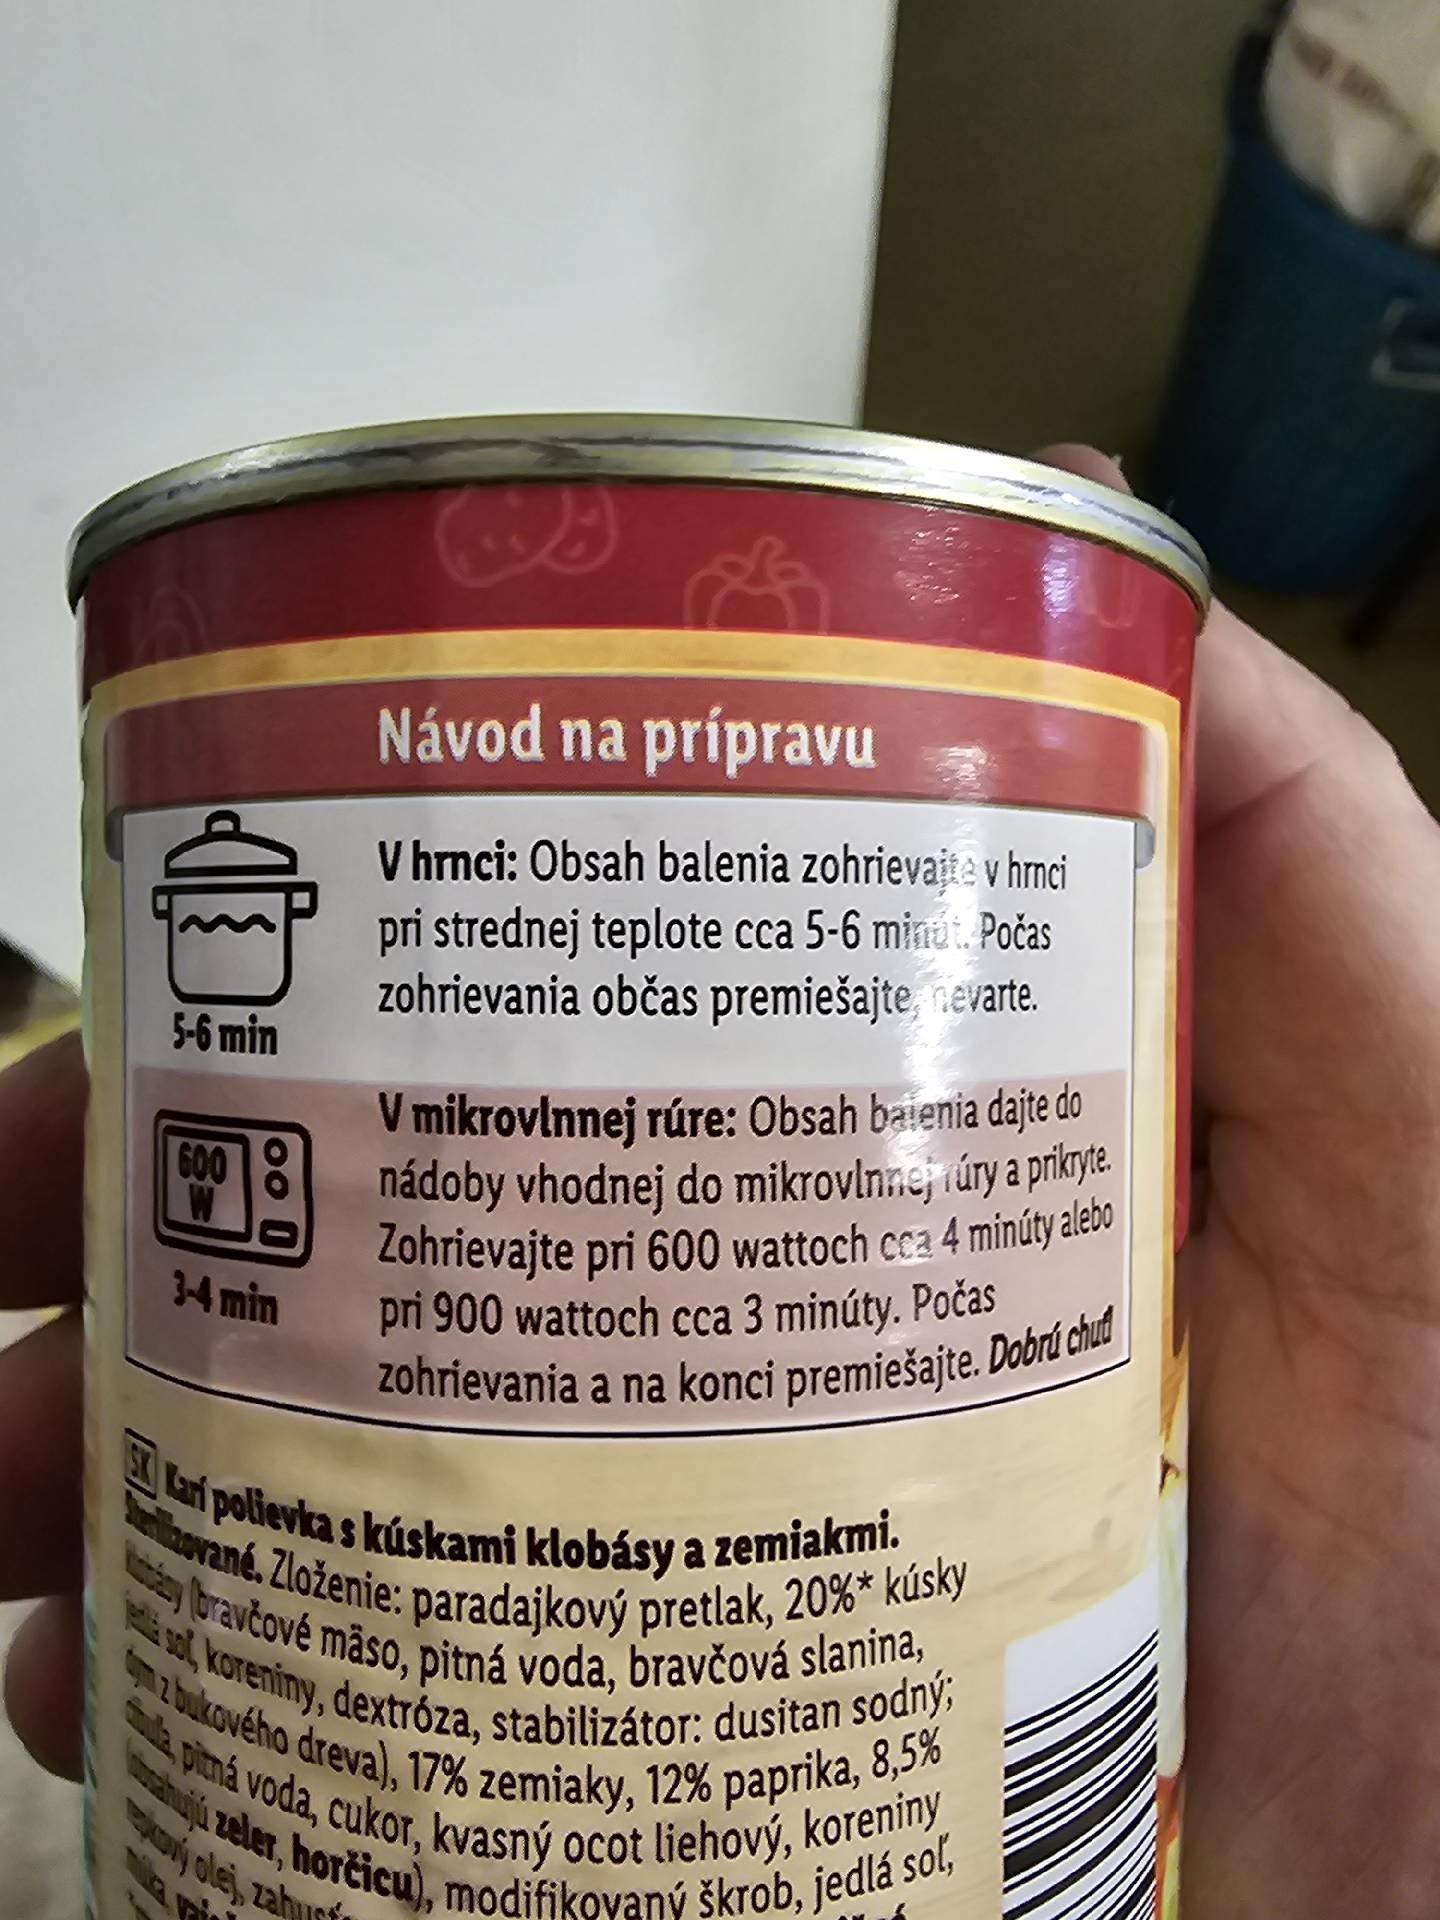 Návod na prípravu
V hrnci: Obsah balenia zohrievajte v hrnci
pri strednej teplote cca 5-6 minút. Počas
zohrievania občas premiešajte, nevarte.
5-6 min
V mikrovlnnej rúre: Obsah balenia dajte do
nádoby vhodnej do mikrovlnnej rúry a prikryte.
Zohrievajte pri 600 wattoch cca 4 minúty alebo
pri 900 wattoch cca 3 minúty. Počas
zohrievania a na konci premiešajte. Dobrú chuť!
600
W
3-4 min
SK Karí polievka s kúskami klobásy a zemiakmi.
Sterilizované. Zloženie: paradajkový pretlak, 20%* kúsky
klobásy (bravčové mäso, pitná voda, bravčová slanina,
jedlá soľ, koreniny, dextróza, stabilizátor: dusitan sodný;
dym z bukového dreva), 17% zemiaky, 12% paprika, 8,5%
cibuľa, pitná voda, cukor, kvasný ocot liehový, koreniny
(obsahujú zeler, horčicu), modifikovaný škrob, jedlá soľ,
repkový olej,